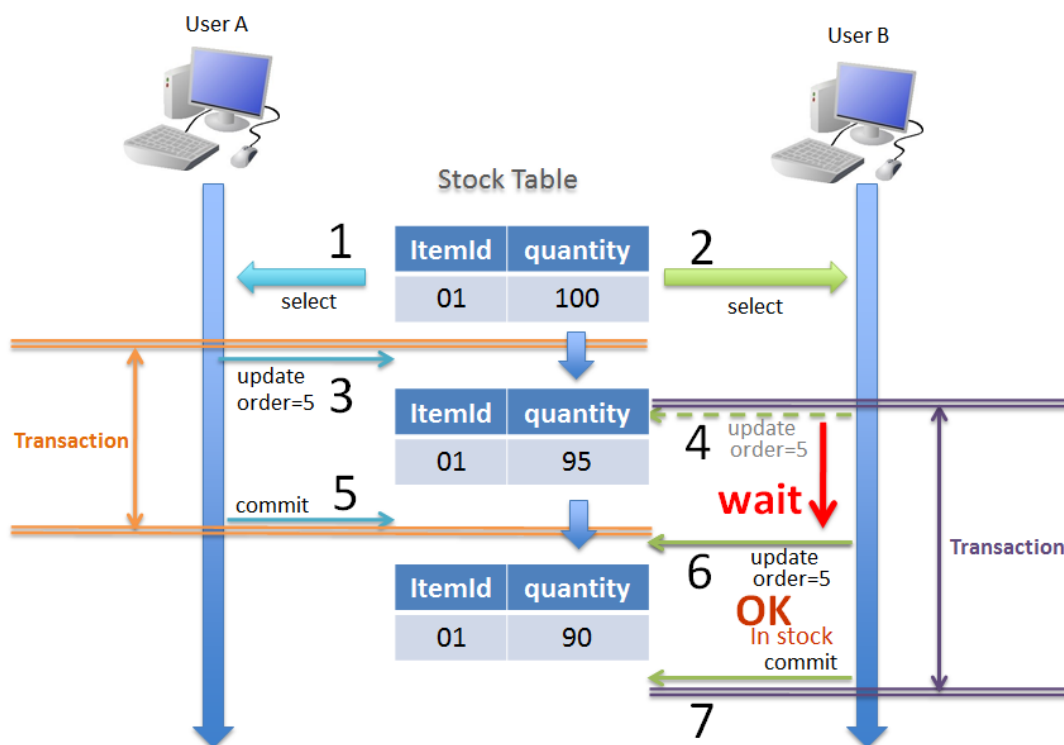 User A
User B
Stock Table
1
2
ItemId quantity
01 100
select
select
update
order=5
3
Transaction
ItemId quantity
01 95
4
update
order=5
wait
commit
5
6
update
order=5
OK
In stock
Transaction
ItemId quantity
01 90
commit
7